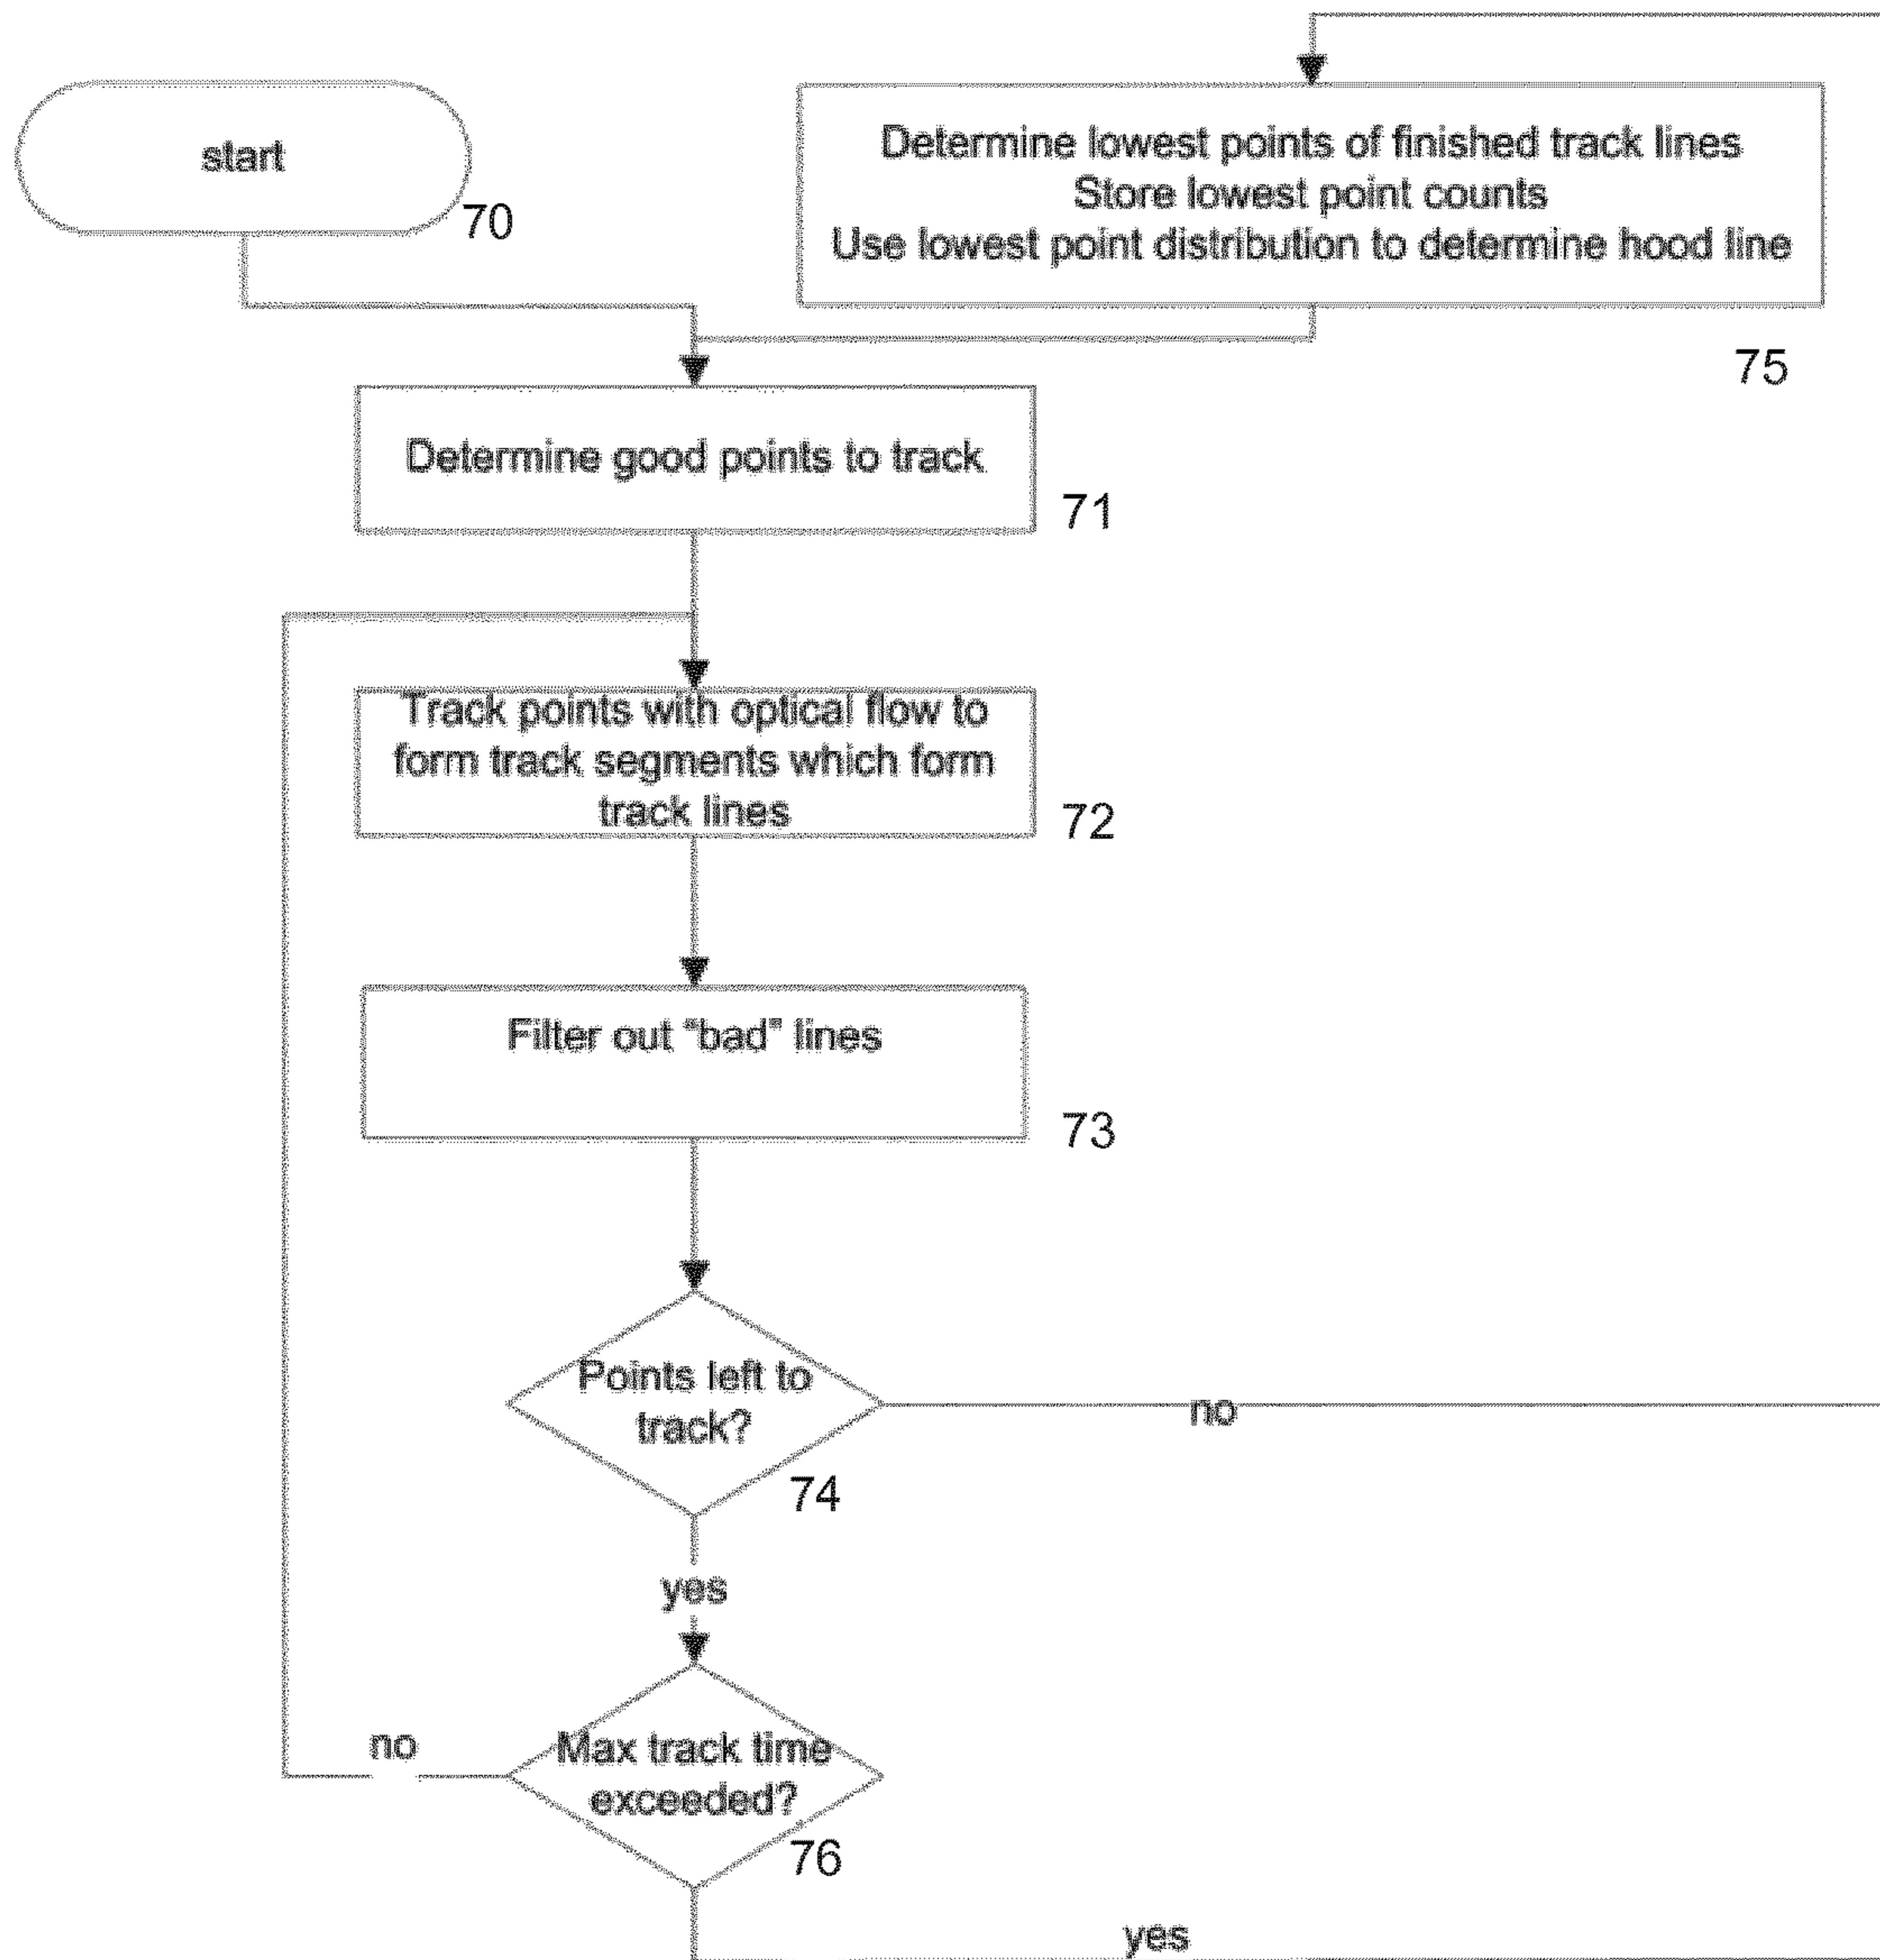 start
70
Determine lowest points of finished track lines
Store lowest point counts
Use lowest point distribution to determine hood line
75
Determine good points to track
71
Track points with optical flow to
form track segments which form
track lines
72
Filter out "bad" lines
73
Points left to
track?
74
no
yes
Max track time
exceeded?
76
no
yes